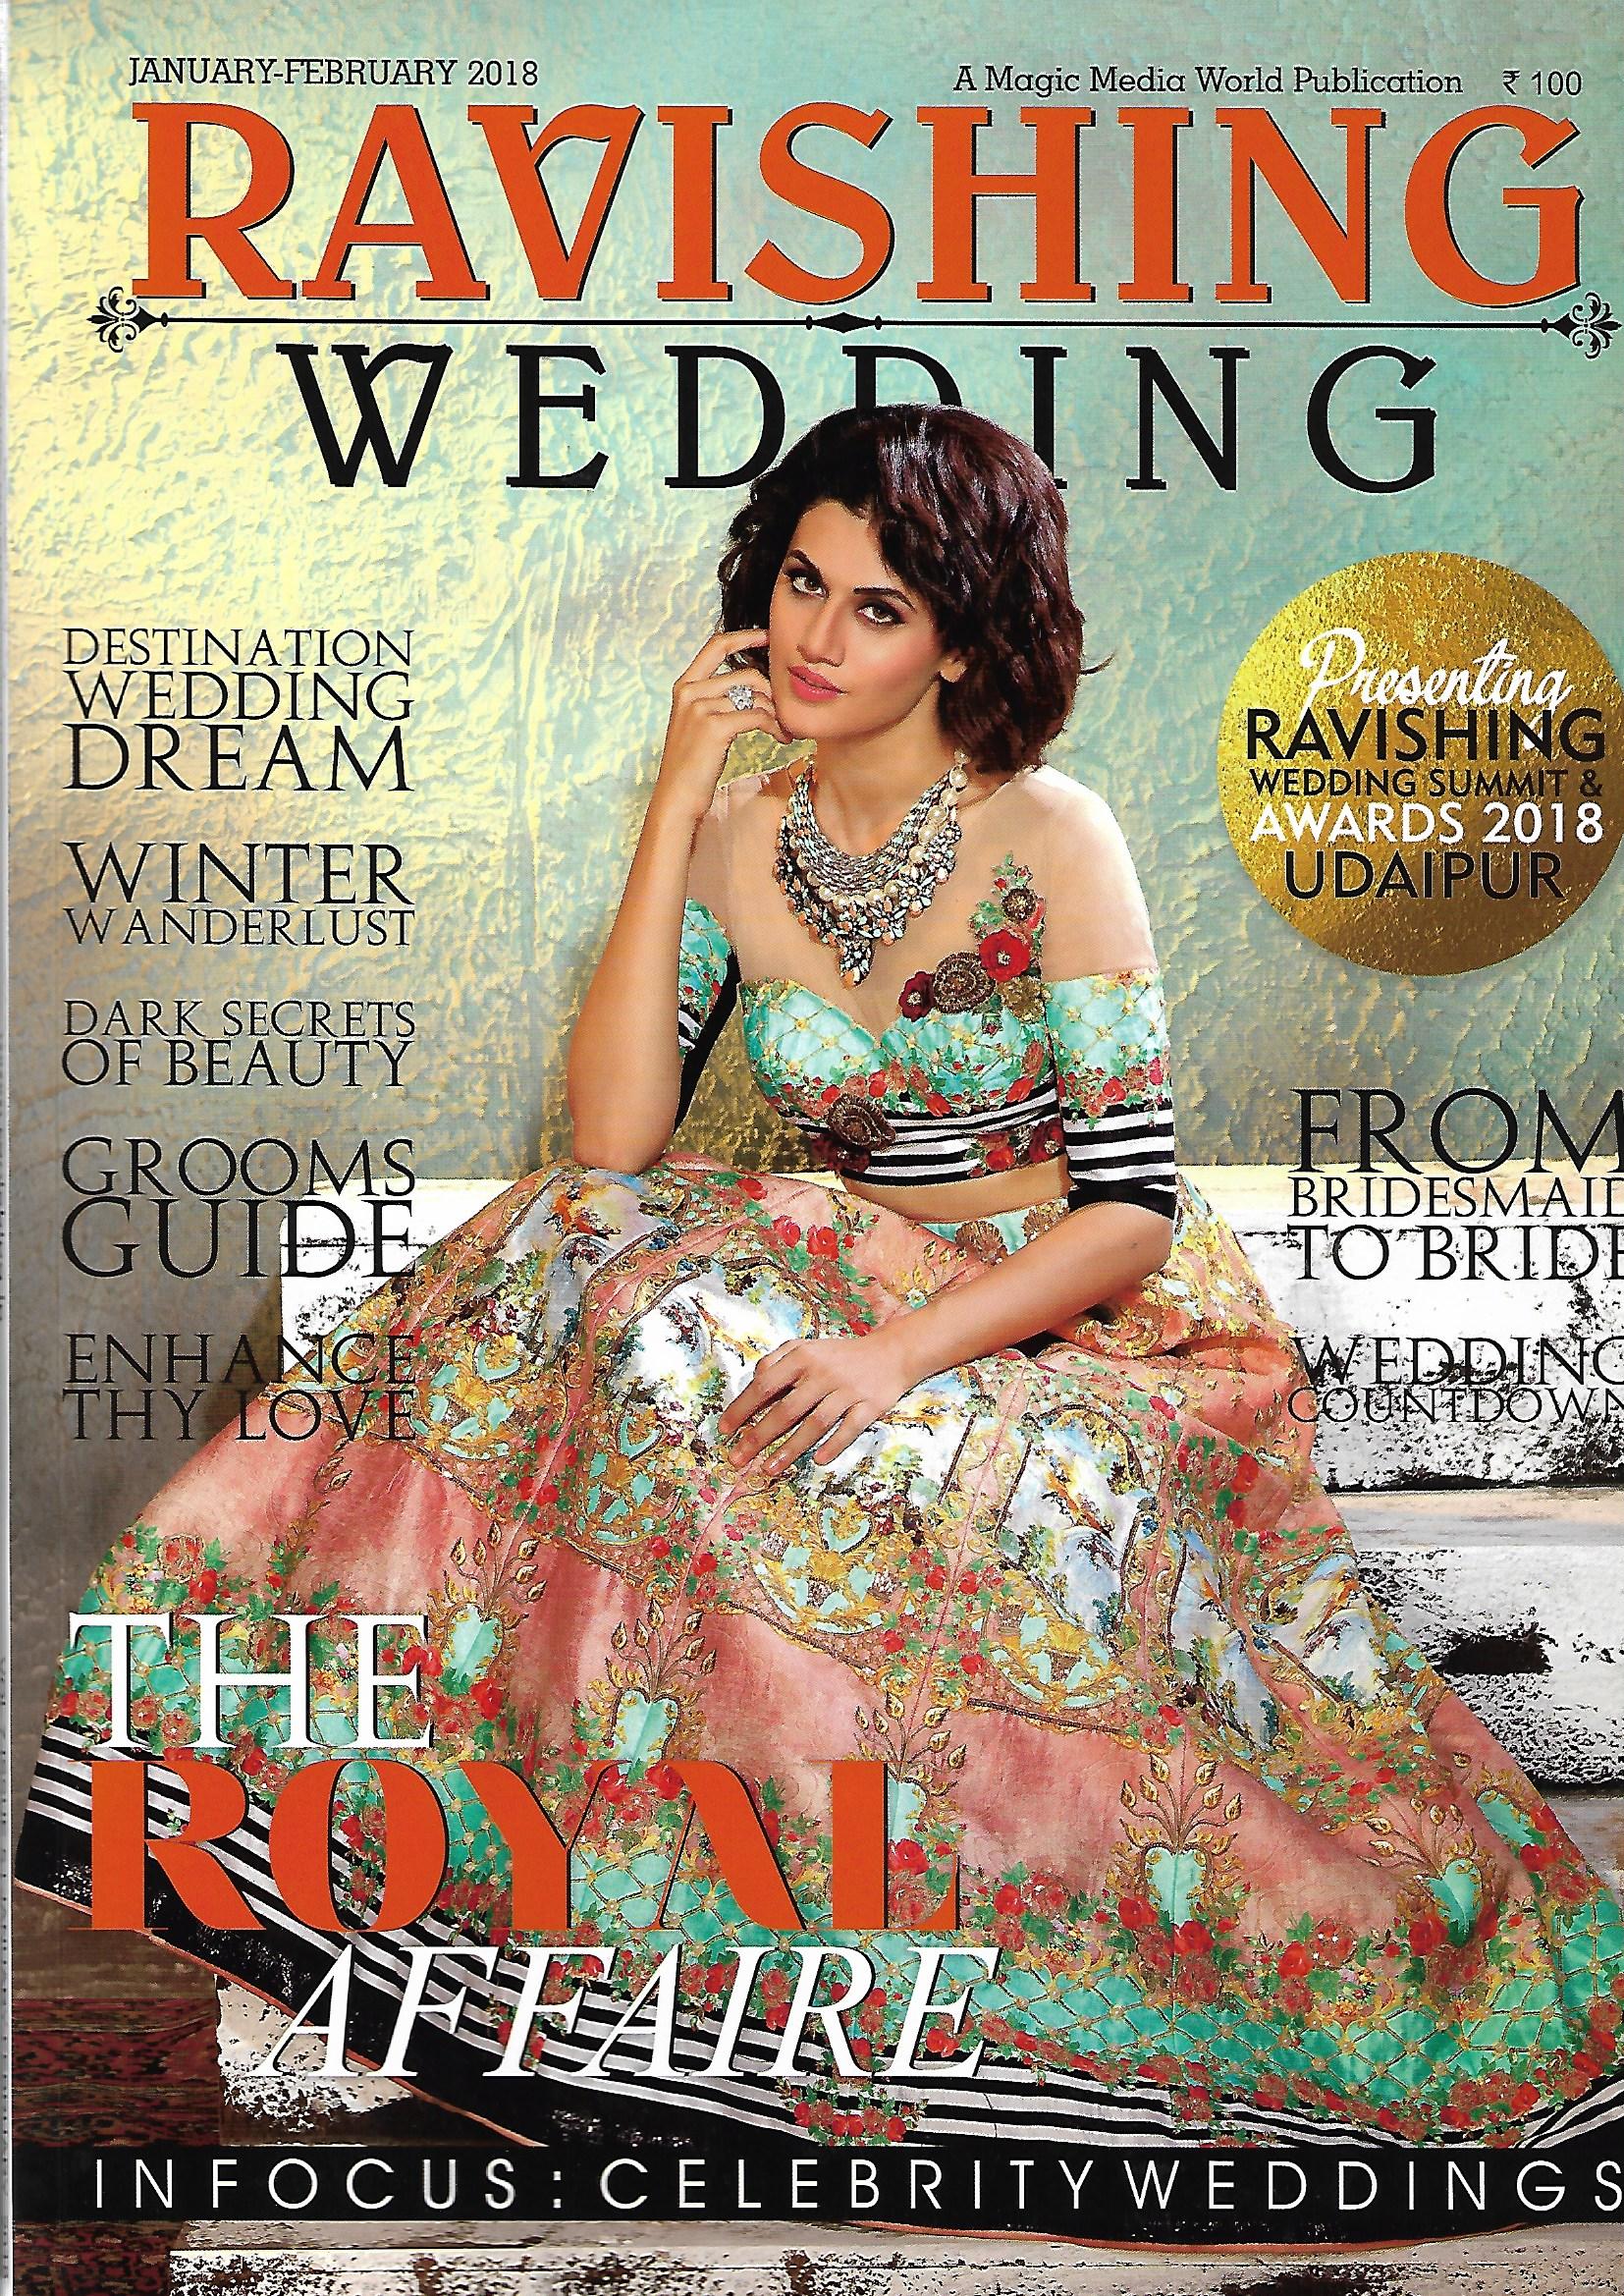 JANUARY-FEBRUARY 2018
A Magic Media World Publication ₹ 100
RAVISHING
WEDDING
DESTINATION
WEDDING
DREAM
WINTER
WANDERLUST
DARK SECRETS
OF BEAUTY
GROOMS
GUIDE
ENHANCE
THY LOVE
Presenting
RAVISHING
WEDDING SUMMIT &
AWARDS 2018
UDAIPUR
FROM
BRIDESMAID
TO BRIDE
WEDDING
COUNTDOWN
THE
ROYAL
AFFAIRE
INFOCUS:CELEBRITYWEDDINGS